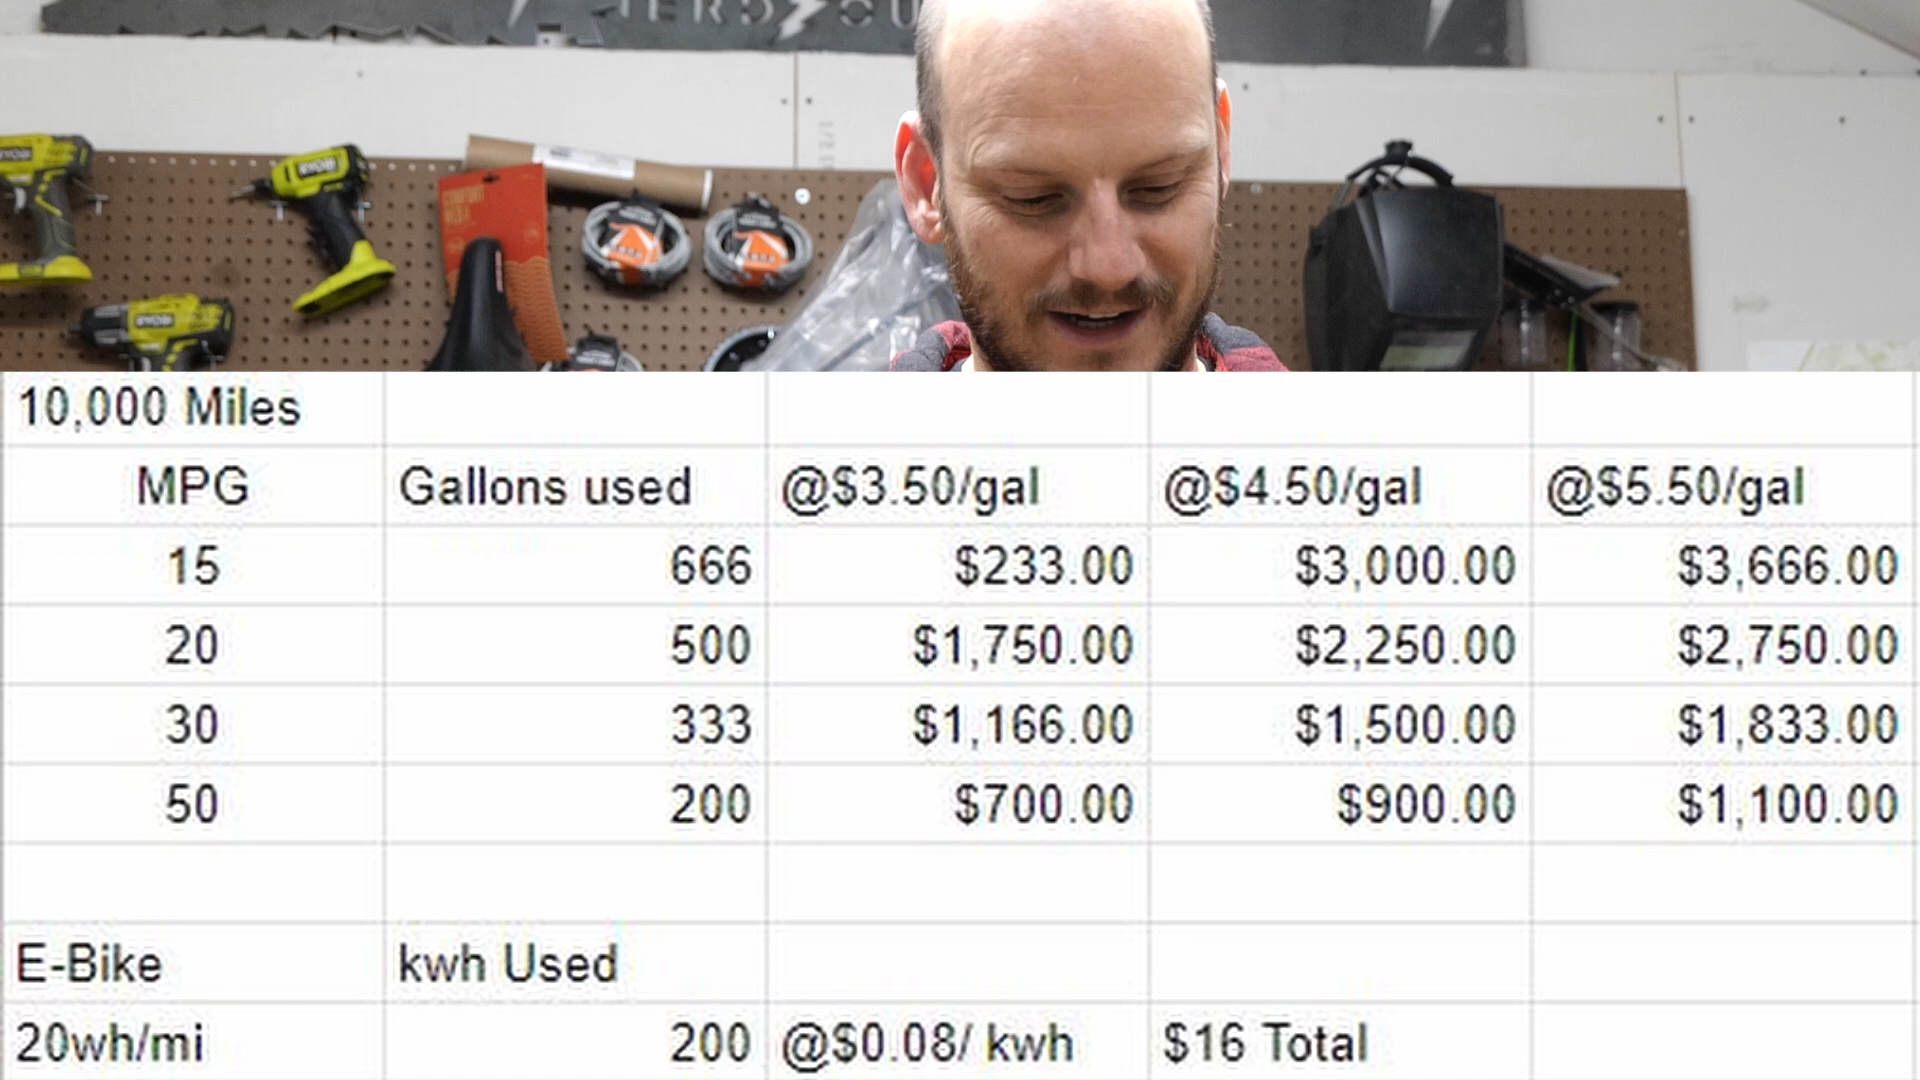 RYOBI
RYOBI
RYOBI
10,000 Miles
MPG Gallons used @$3.50/gal @$4.50/gal @$5.50/gal
15 666 $233.00 $3,000.00 $3,666.00
20 500 $1,750.00 $2,250.00 $2,750.00
30 333 $1,166.00 $1,500.00 $1,833.00
50 200 $700.00 $900.00 $1,100.00
E-Bike kwh Used
20wh/mi 200 @$0.08/ kwh $16 Total